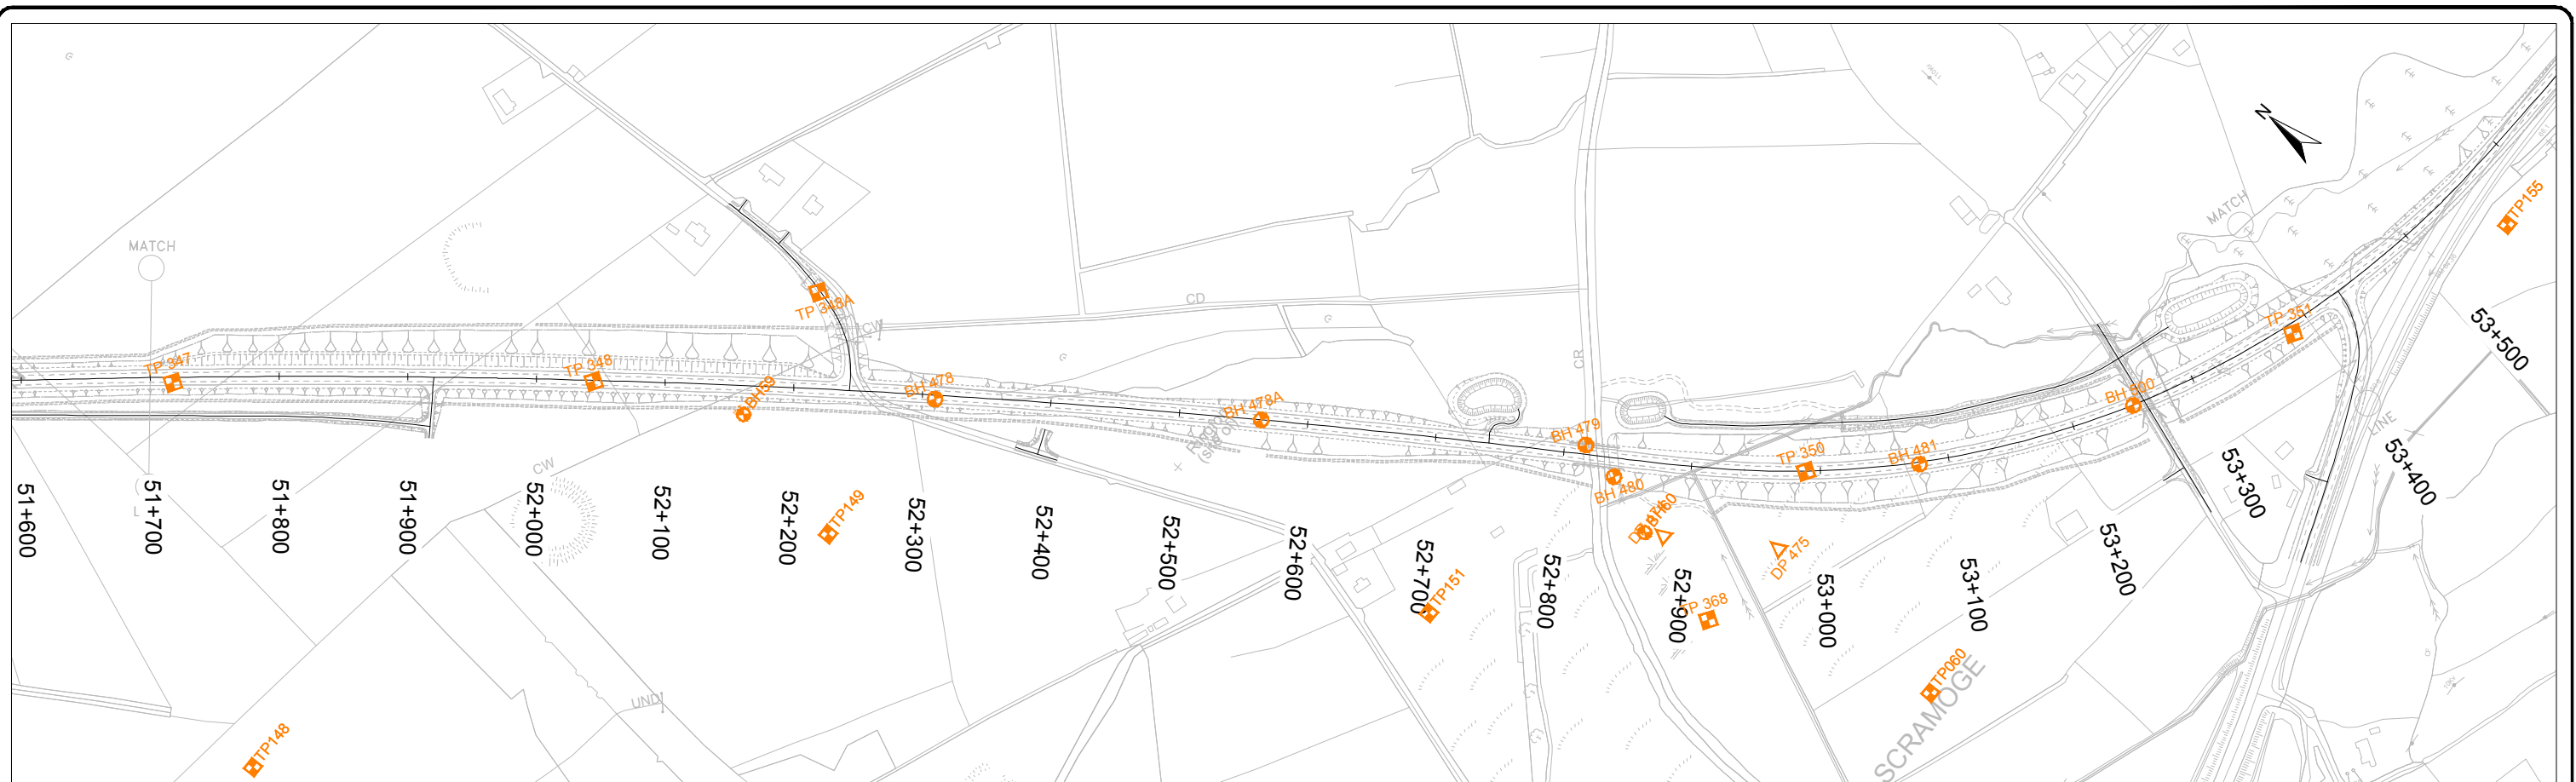 N
MATCH
MATCH
TP155
CD
TP 348A
CW
CR
53+500
TP 351
TP 347
TP 348
BH59
BH 478
BH 478A
BH 479
BH 500
LINE
53+400
53+300
CW
TP 350
BH 481
BH 480
BH60
DP 475
51+600
51+700
51+800
51+900
52+000
52+100
52+200
TP149
52+300
52+400
52+500
52+600
52+700
TP151
52+800
52+900
TP 368
53+000
53+100
53+200
TP060
SCRAMOGE
UND
TP148